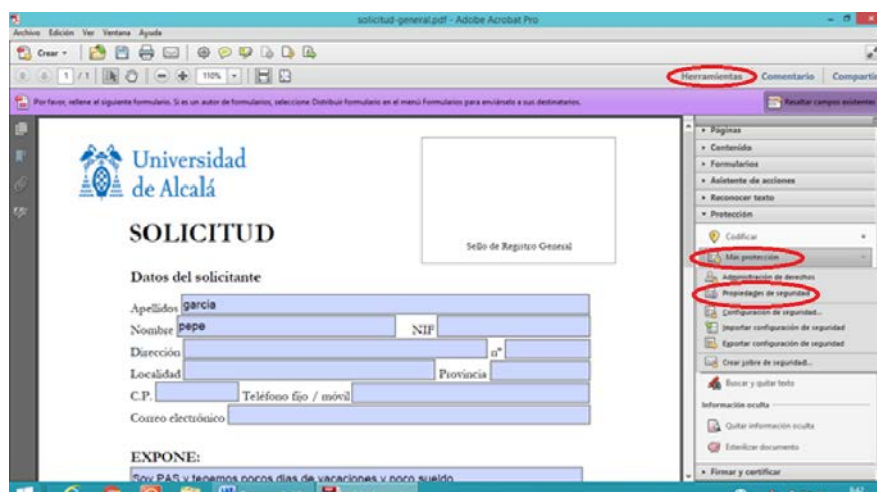 solicitud-general.pdf - Adobe Acrobat Pro
Archivo Edición Ver Ventana Ayuda
Crear
1 / 1 110% Herramientas Comentario Compartir
Por favor, rellene el siguiente formulario. Si es un autor de formularios, seleccione Distribuir formulario en el menú Formularios para enviárselo a sus destinatarios. Resaltar campos existentes
Universidad
de Alcalá
SOLICITUD
Sello de Registro General
Datos del solicitante
Apellidos garcia
Nombre pepe NIF
Dirección nº
Localidad Provincia
C.P. Teléfono fijo / móvil
Correo electrónico
EXPONE:
Soy PAS y tenemos pocos dias de vacaciones y poco sueldo
Páginas
Contenido
Formularios
Asistente de acciones
Reconocer texto
Protección
Codificar
Más protección
Administración de derechos
Propiedades de seguridad
Configuración de seguridad...
Importar configuración de seguridad
Exportar configuración de seguridad
Crear sobre de seguridad...
Buscar y quitar texto
Información oculta
Quitar información oculta
Esterilizar documento
Firmar y certificar